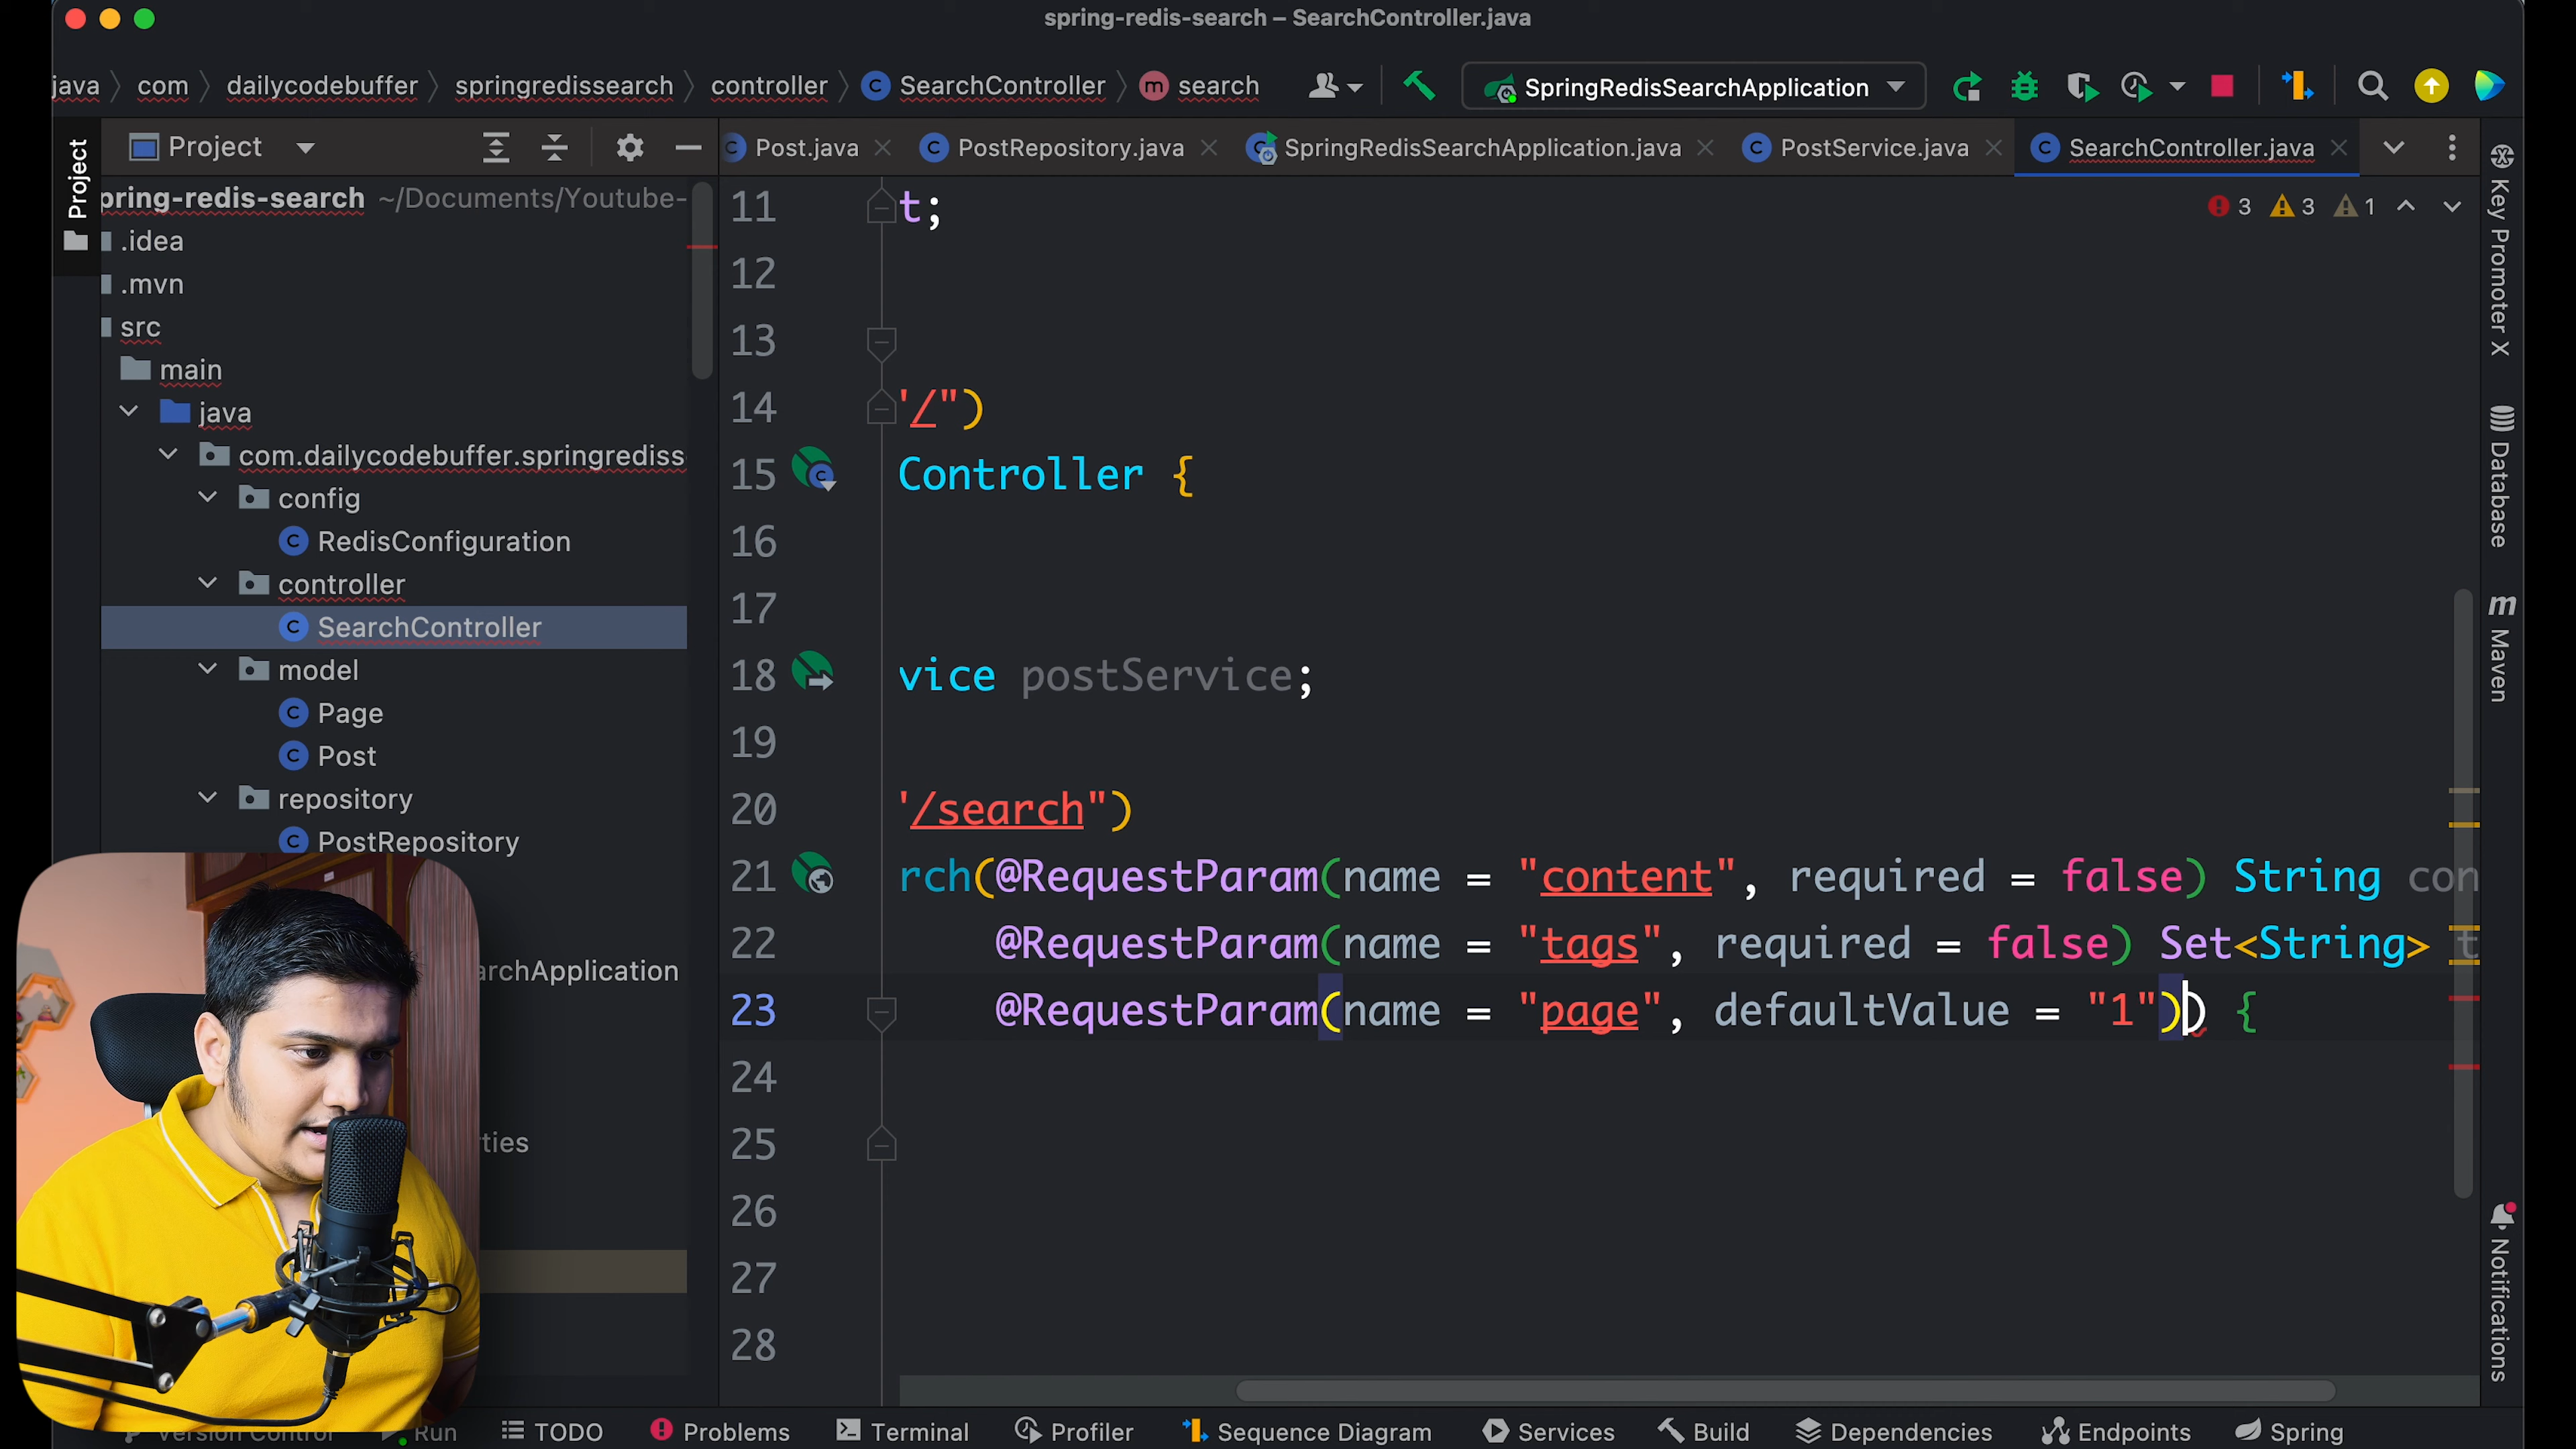 spring-redis-search – SearchController.java
java com dailycodebuffer springredissearch controller SearchController search SpringRedisSearchApplication
Project Project Post.java PostRepository.java SpringRedisSearchApplication.java PostService.java SearchController.java
3 3 1
pring-redis-search ~/Documents/Youtube-
.idea
.mvn
src
main
java
com.dailycodebuffer.springrediss
config
RedisConfiguration
controller
SearchController
model
Page
Post
repository
PostRepository
archApplication
ties
11 t;
12
13
14 '/")
15 Controller {
16
17
18 vice postService;
19
20 '/search")
21 rch(@RequestParam(name = "content", required = false) String con
22 @RequestParam(name = "tags", required = false) Set<String> t
23 @RequestParam(name = "page", defaultValue = "1")) {
24
25
26
27
28
Key Promoter X
Database
Maven
Notifications
Version Control Run TODO Problems Terminal Profiler Sequence Diagram Services Build Dependencies Endpoints Spring